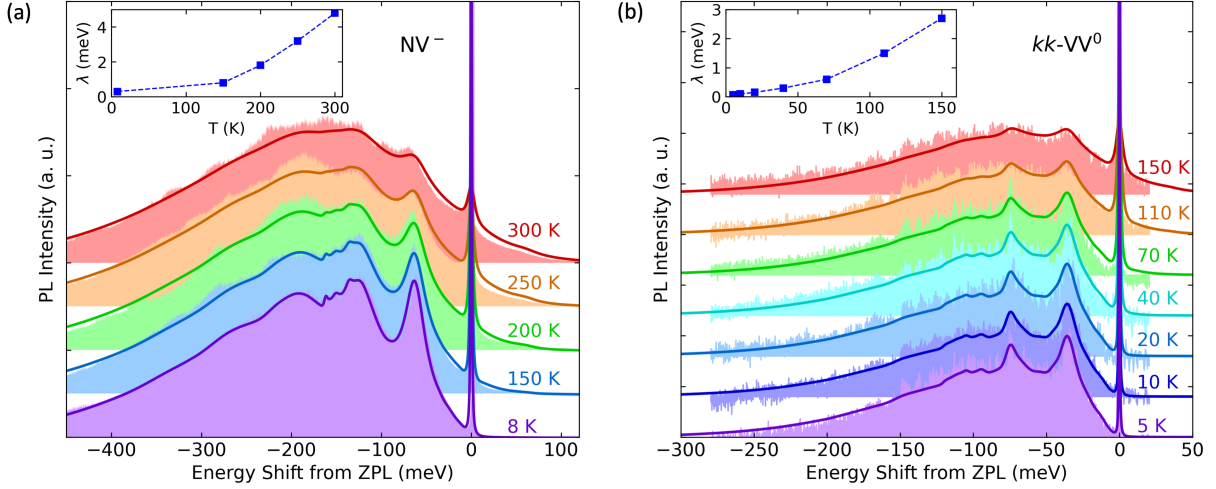 (a)
λ (meV)
4
2
0
0 100 200 300
T (K)
NV⁻
300 K
250 K
200 K
150 K
8 K
PL Intensity (a. u.)
−400 −300 −200 −100 0 100
Energy Shift from ZPL (meV)
(b)
λ (meV)
3
2
1
0
0 50 100 150
T (K)
kk-VV⁰
150 K
110 K
70 K
40 K
20 K
10 K
5 K
PL Intensity (a. u.)
−300 −250 −200 −150 −100 −50 0 50
Energy Shift from ZPL (meV)